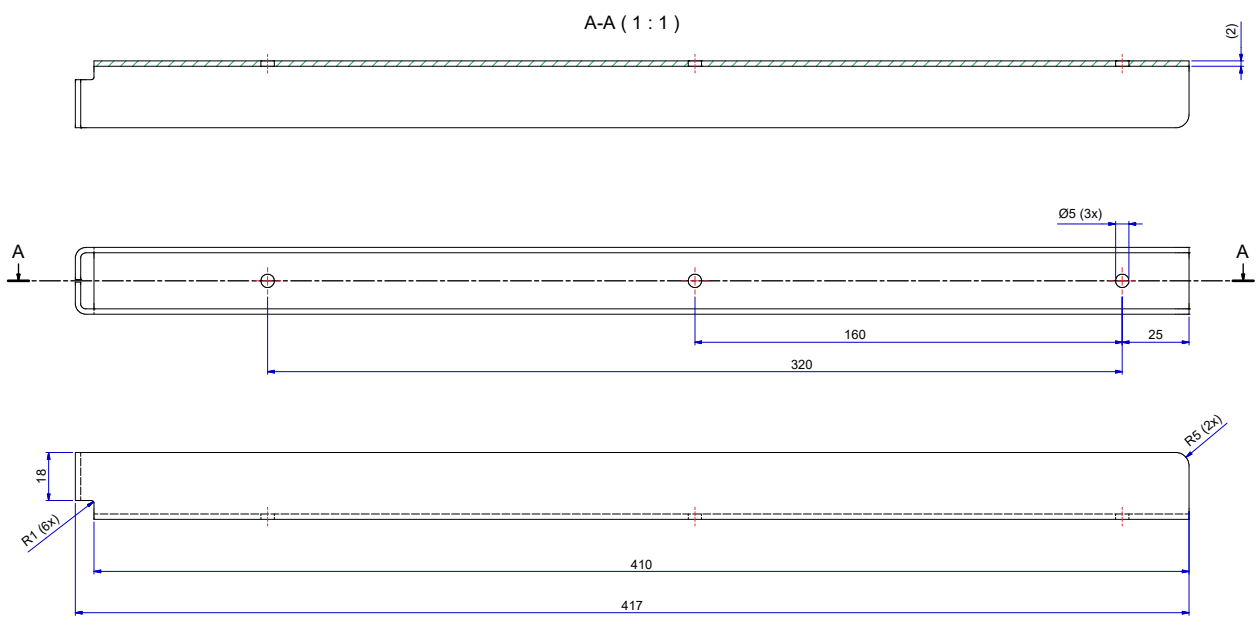 A-A ( 1 : 1 )
(2)
Ø5 (3x)
A
A
160
25
320
R5 (2x)
18
R1 (6x)
410
417